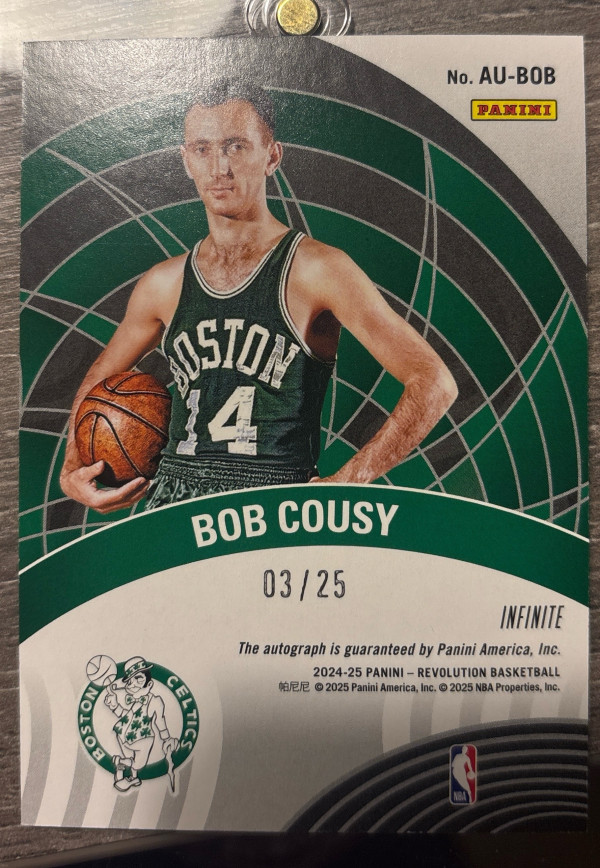 No. AU-BOB
PANINI
BOSTON
14
BOB COUSY
03/25
INFINITE
The autograph is guaranteed by Panini America, Inc.
2024-25 PANINI – REVOLUTION BASKETBALL
帕尼尼 © 2025 Panini America, Inc. © 2025 NBA Properties, Inc.
BOSTON CELTICS
NBA